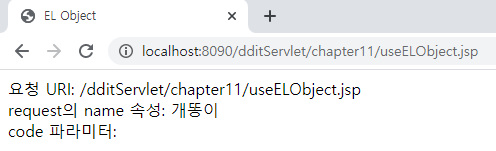 EL Object
localhost:8090/dditServlet/chapter11/useELObject.jsp
요청 URI: /dditServlet/chapter11/useELObject.jsp
request의 name 속성: 개똥이
code 파라미터: